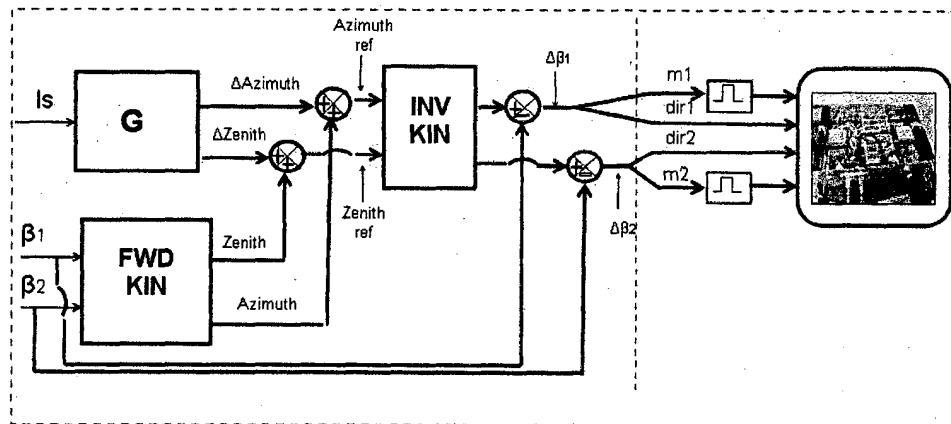 Azimuth
ref
Is
G
ΔAzimuth
ΔZenith
INV
KIN
Δβ1
m1
dir1
dir2
m2
Δβ2
Zenith
ref
β1
β2
FWD
KIN
Zenith
Azimuth